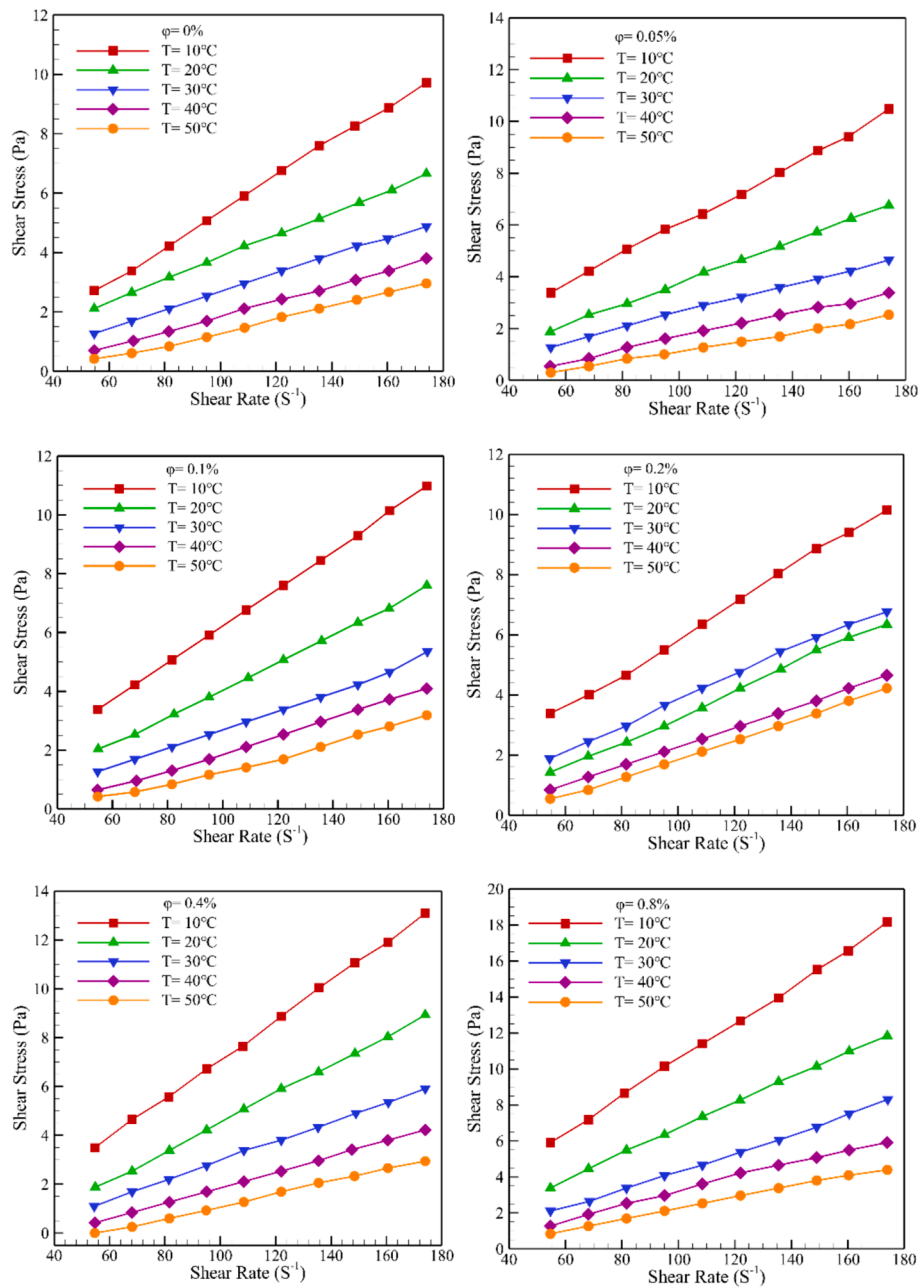 12
10
8
6
4
2
0
Shear Stress (Pa)
φ= 0%
T= 10°C
T= 20°C
T= 30°C
T= 40°C
T= 50°C
40 60 80 100 120 140 160 180
Shear Rate (S⁻¹)
14
12
10
8
6
4
2
0
Shear Stress (Pa)
φ= 0.05%
T= 10°C
T= 20°C
T= 30°C
T= 40°C
T= 50°C
40 60 80 100 120 140 160 180
Shear Rate (S⁻¹)
12
10
8
6
4
2
0
Shear Stress (Pa)
φ= 0.1%
T= 10°C
T= 20°C
T= 30°C
T= 40°C
T= 50°C
40 60 80 100 120 140 160 180
Shear Rate (S⁻¹)
12
10
8
6
4
2
0
Shear Stress (Pa)
φ= 0.2%
T= 10°C
T= 20°C
T= 30°C
T= 40°C
T= 50°C
40 60 80 100 120 140 160 180
Shear Rate (S⁻¹)
14
12
10
8
6
4
2
0
Shear Stress (Pa)
φ= 0.4%
T= 10°C
T= 20°C
T= 30°C
T= 40°C
T= 50°C
40 60 80 100 120 140 160 180
Shear Rate (S⁻¹)
20
18
16
14
12
10
8
6
4
2
0
Shear Stress (Pa)
φ= 0.8%
T= 10°C
T= 20°C
T= 30°C
T= 40°C
T= 50°C
40 60 80 100 120 140 160 180
Shear Rate (S⁻¹)